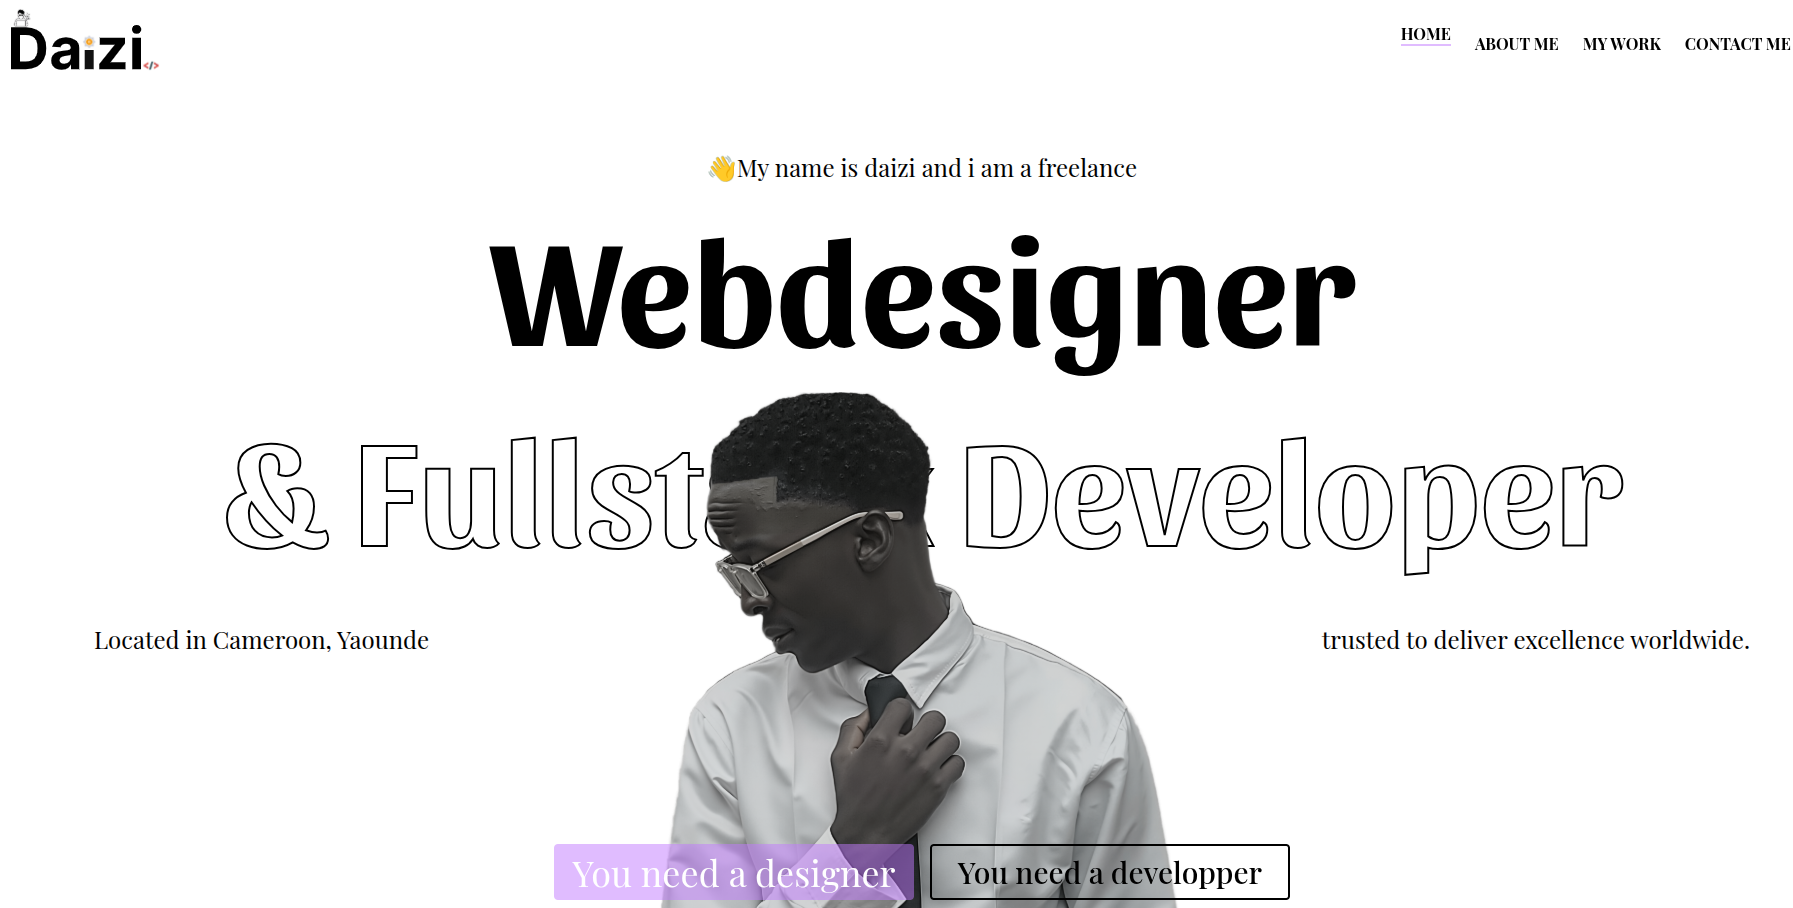 Daizi </>
HOME ABOUT ME MY WORK CONTACT ME
👋My name is daizi and i am a freelance
Webdesigner
& Fullst Developer
Located in Cameroon, Yaounde
trusted to deliver excellence worldwide.
You need a designer
You need a developper